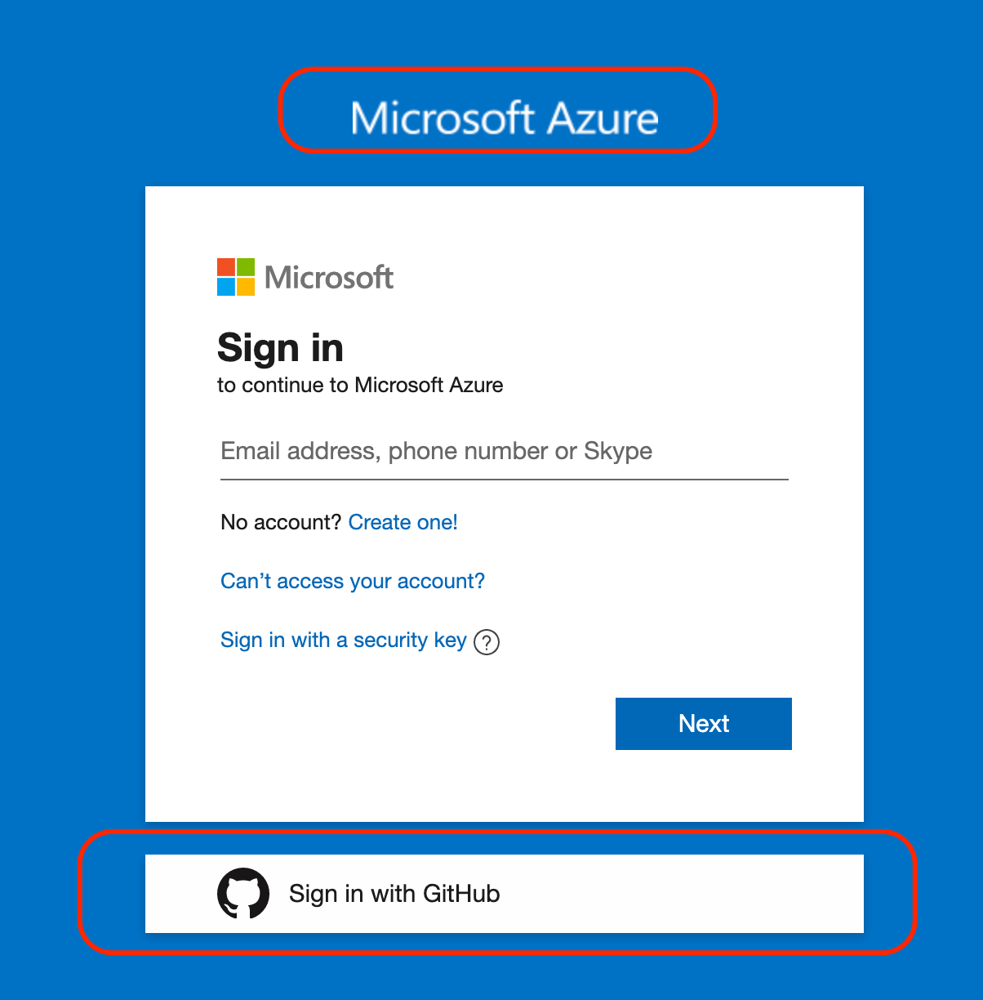 Microsoft Azure
Microsoft
Sign in
to continue to Microsoft Azure
Email address, phone number or Skype
No account? Create one!
Can’t access your account?
Sign in with a security key ?
Next
Sign in with GitHub